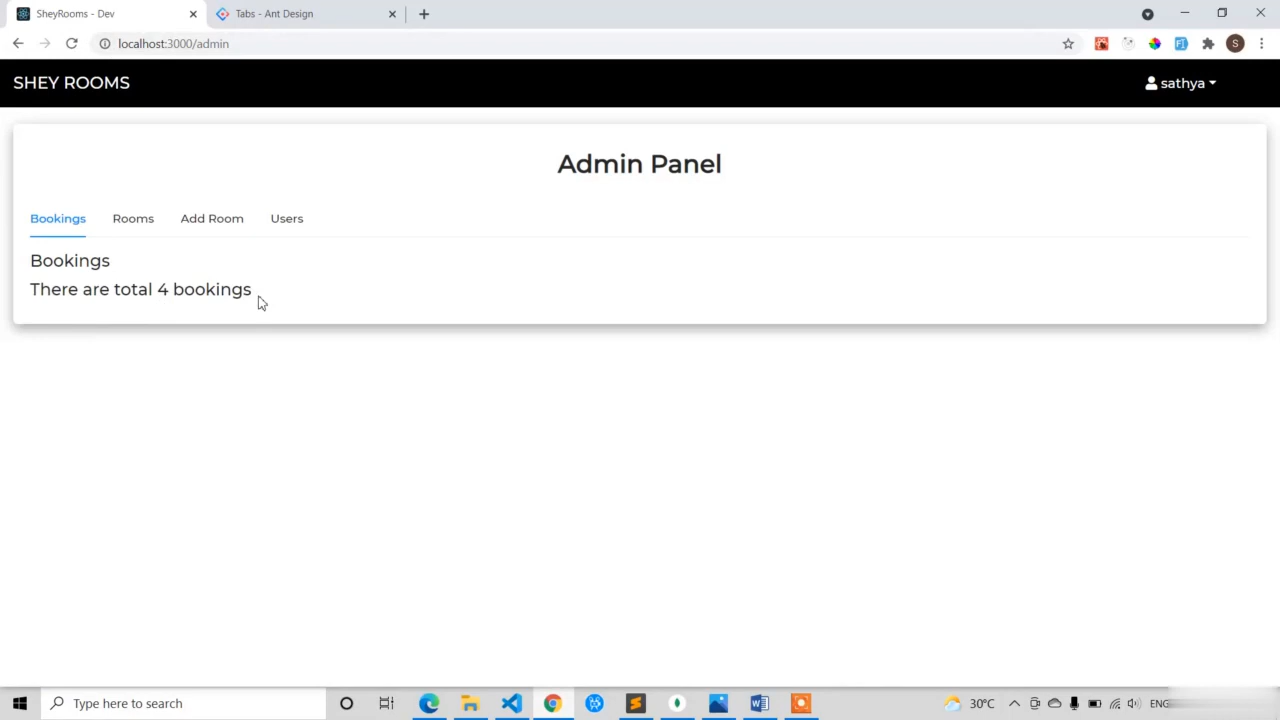 SheyRooms - Dev
Tabs - Ant Design
localhost:3000/admin
S
SHEY ROOMS
sathya
Admin Panel
Bookings Rooms Add Room Users
Bookings
There are total 4 bookings
Type here to search
30°C
ENG